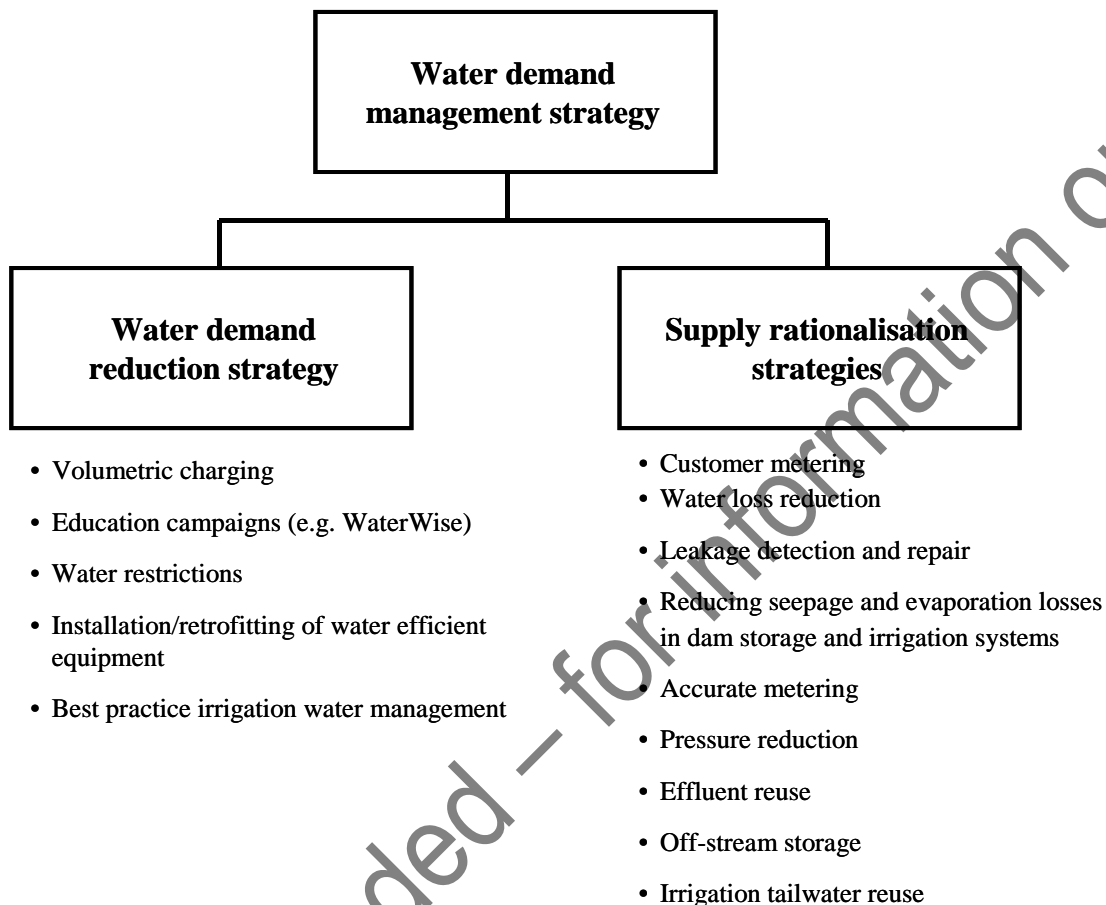 Water demand
management strategy
Water demand
reduction strategy
• Volumetric charging
• Education campaigns (e.g. WaterWise)
• Water restrictions
• Installation/retrofitting of water efficient
equipment
• Best practice irrigation water management
Supply rationalisation
strategies
• Customer metering
• Water loss reduction
• Leakage detection and repair
• Reducing seepage and evaporation losses
in dam storage and irrigation systems
• Accurate metering
• Pressure reduction
• Effluent reuse
• Off-stream storage
• Irrigation tailwater reuse
– for information